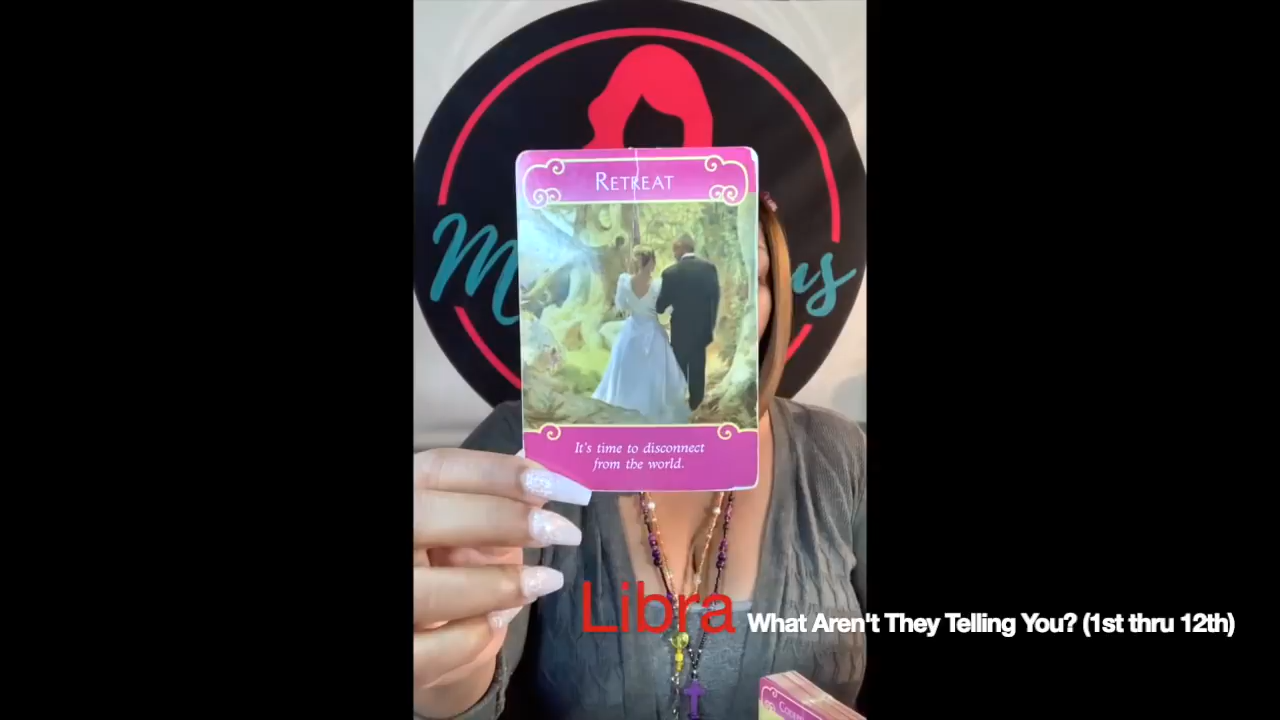 RETREAT
It's time to disconnect
from the world.
Libra What Aren't They Telling You? (1st thru 12th)